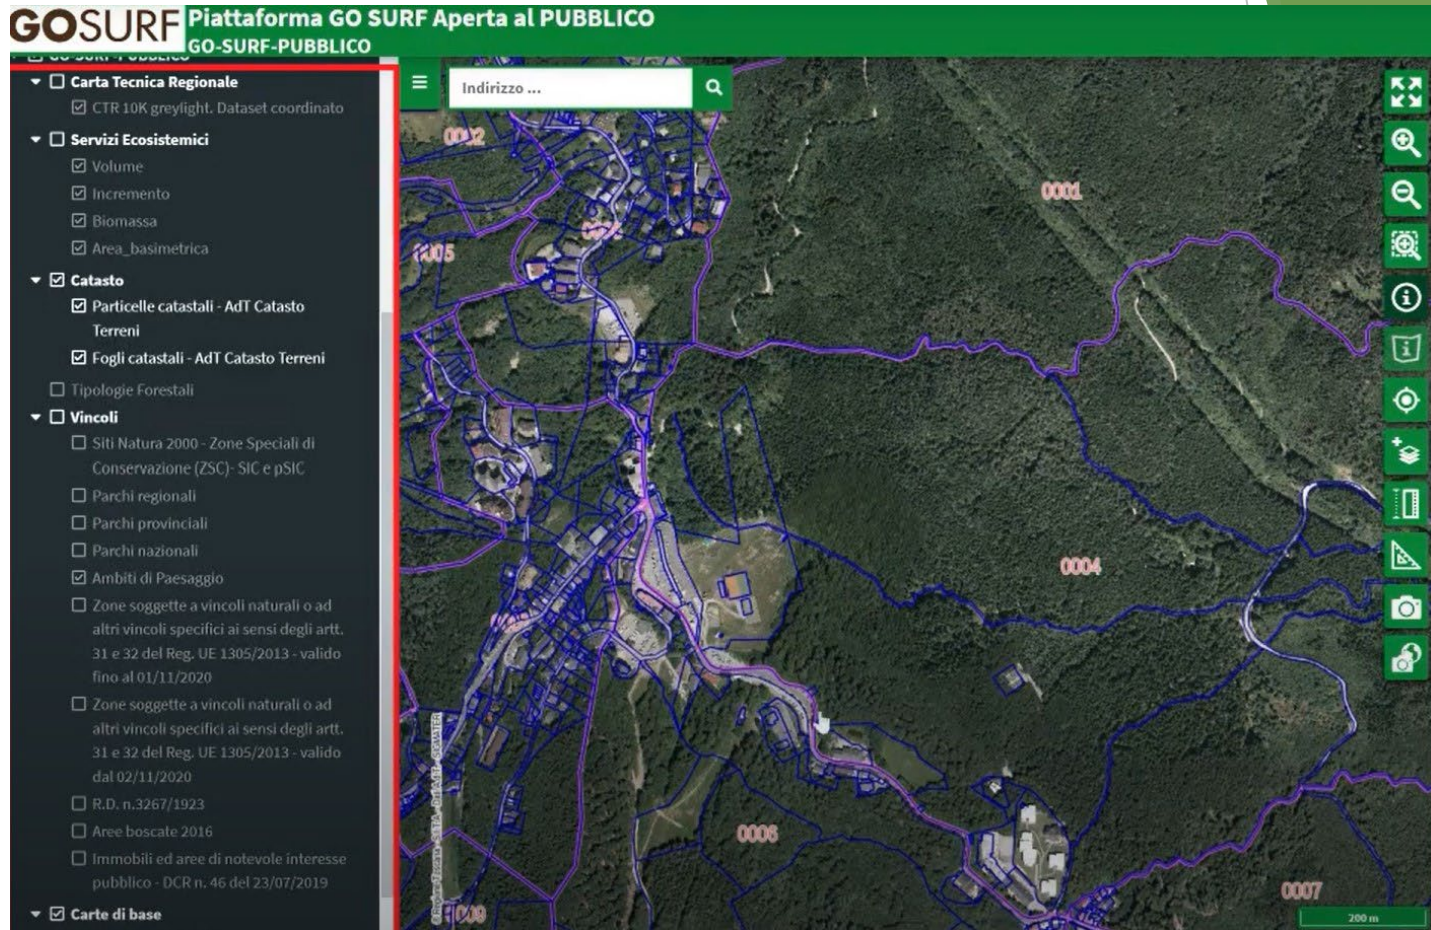 GOSURF
Piattaforma GO SURF Aperta al PUBBLICO
GO-SURF-PUBBLICO
GO-SURF-PUBBLICO
Carta Tecnica Regionale
CTR 10K greylight. Dataset coordinato
Servizi Ecosistemici
Volume
Incremento
Biomassa
Area_basimetrica
Catasto
Particelle catastali - AdT Catasto
Terreni
Fogli catastali - AdT Catasto Terreni
Tipologie Forestali
Vincoli
Siti Natura 2000 - Zone Speciali di
Conservazione (ZSC)- SIC e pSIC
Parchi regionali
Parchi provinciali
Parchi nazionali
Ambiti di Paesaggio
Zone soggette a vincoli naturali o ad
altri vincoli specifici ai sensi degli artt.
31 e 32 del Reg. UE 1305/2013 - valido
fino al 01/11/2020
Zone soggette a vincoli naturali o ad
altri vincoli specifici ai sensi degli artt.
31 e 32 del Reg. UE 1305/2013 - valido
dal 02/11/2020
R.D. n.3267/1923
Aree boscate 2016
Immobili ed aree di notevole interesse
pubblico - DCR n. 46 del 23/07/2019
Carte di base
Indirizzo ...
0002
0001
0005
0004
0006
0007
200 m